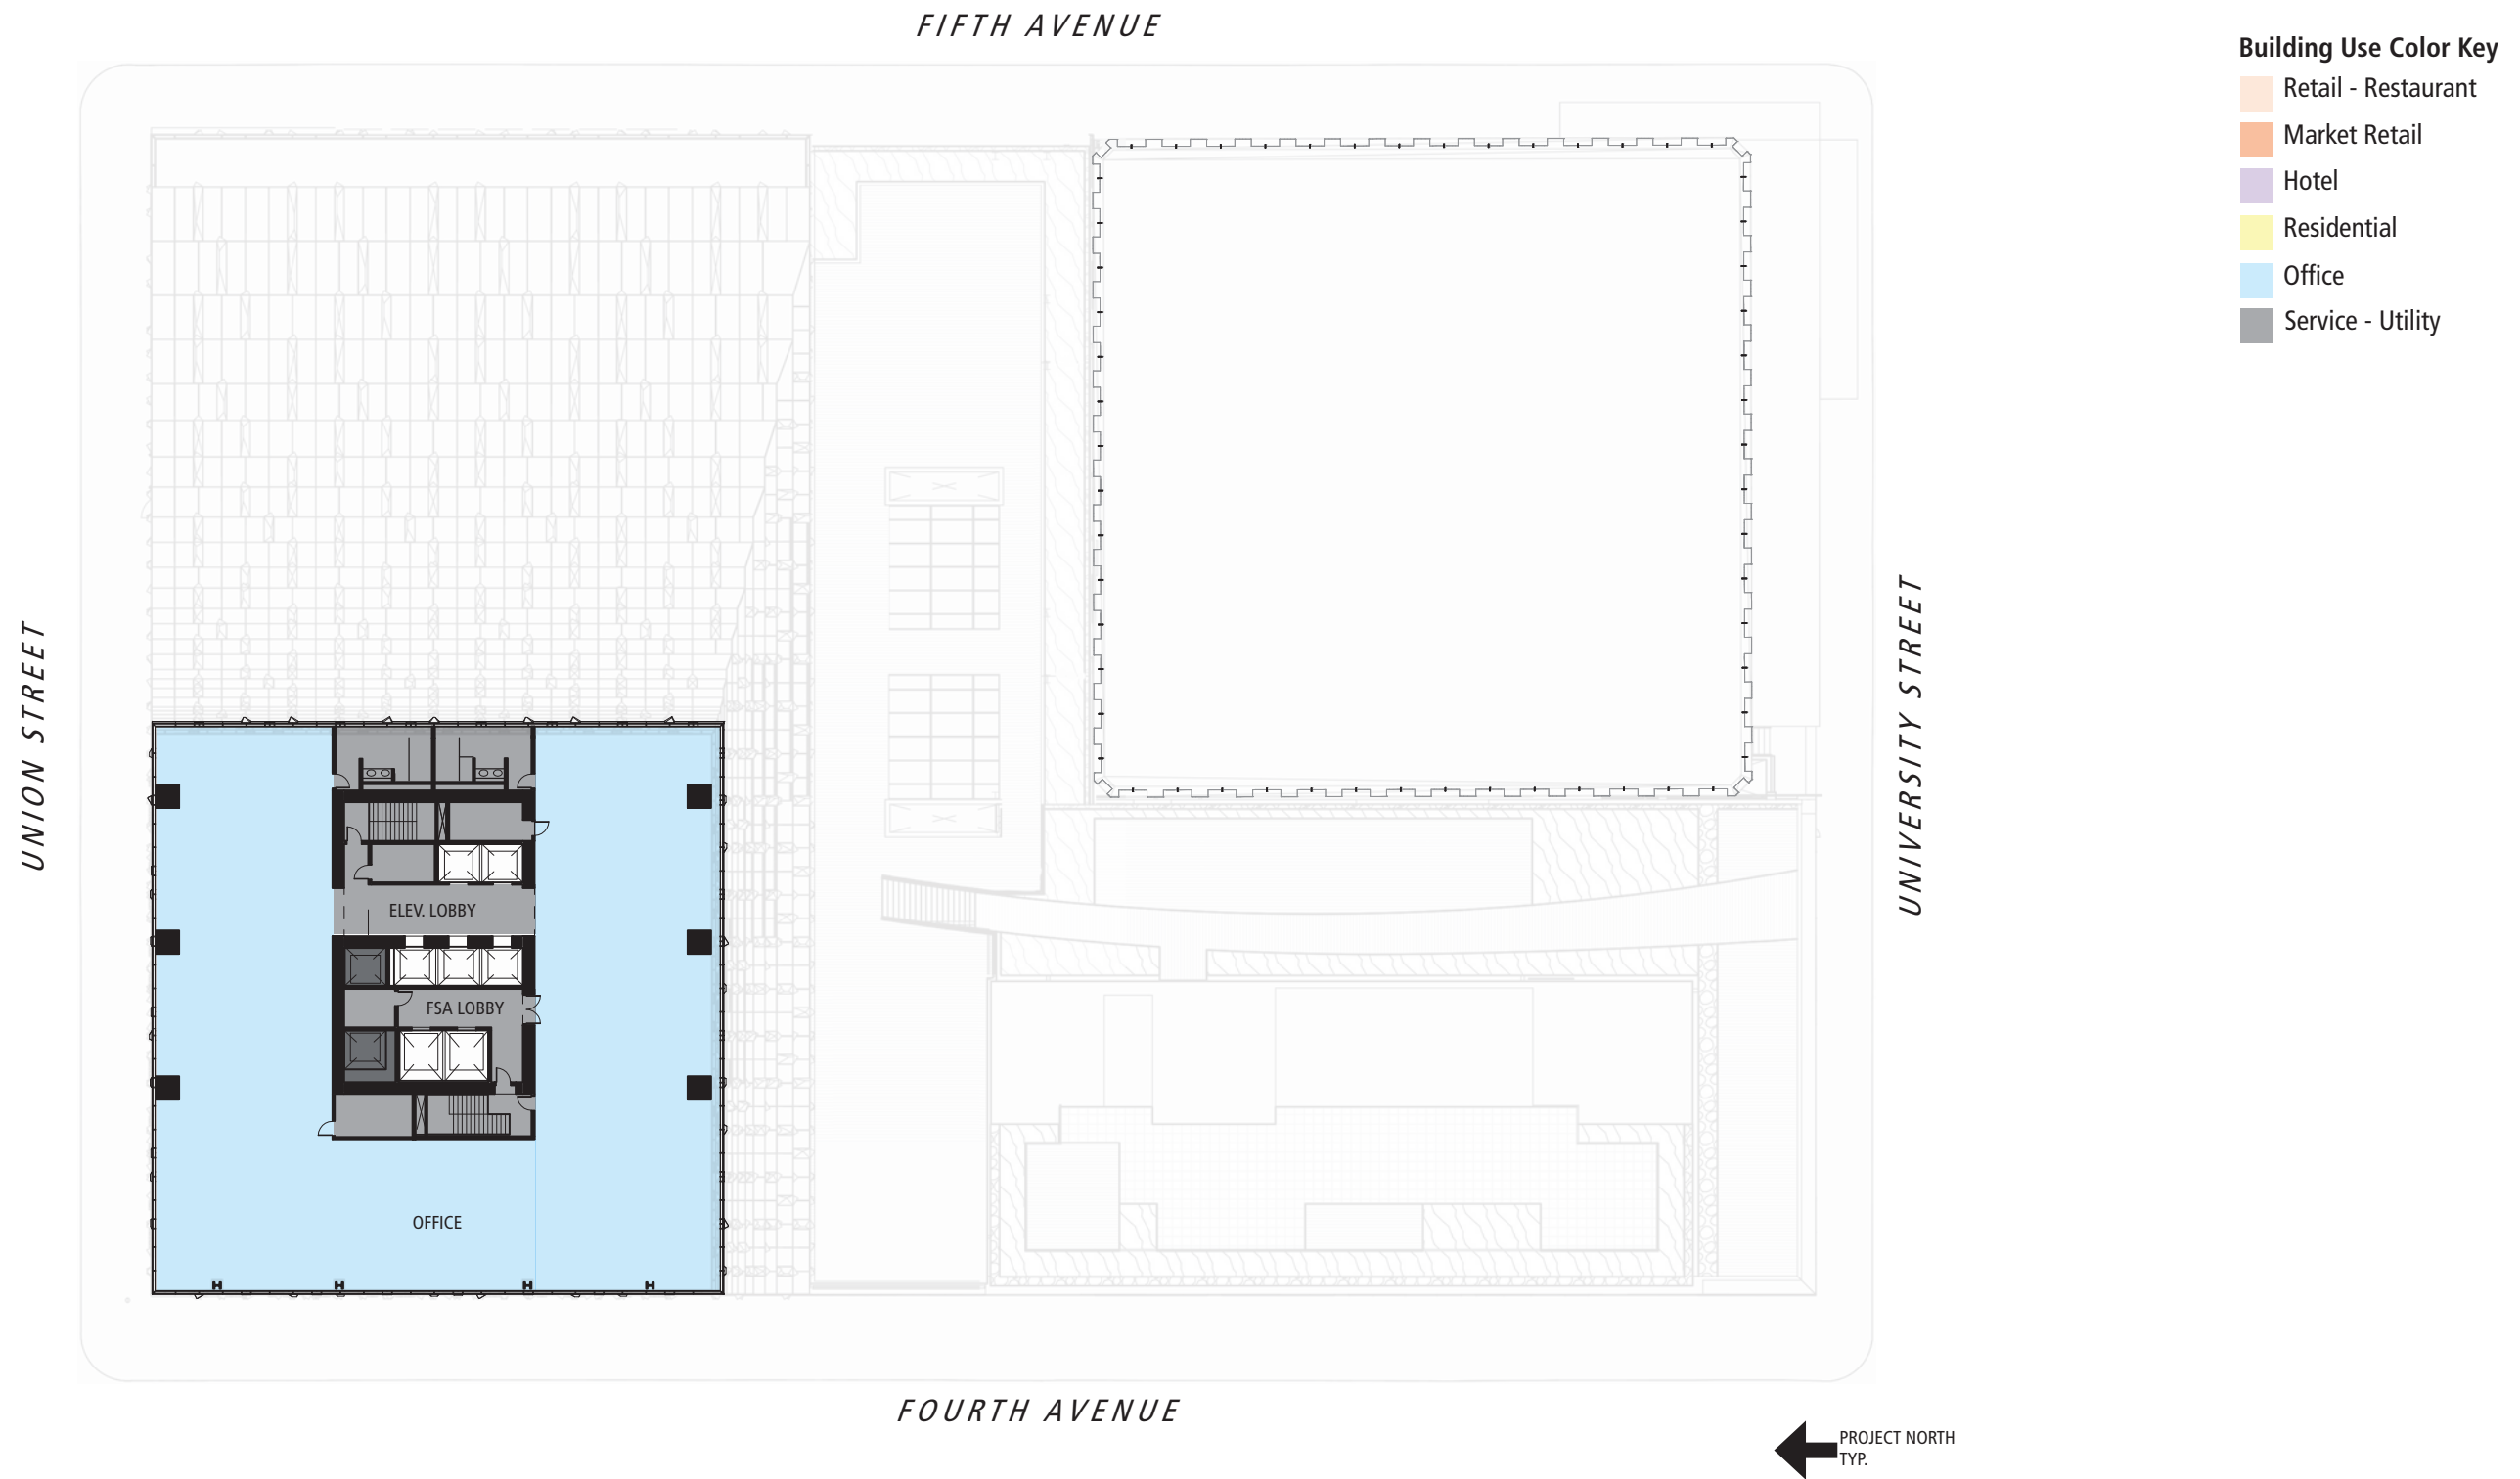 FIFTH AVENUE
Building Use Color Key
Retail - Restaurant
Market Retail
Hotel
Residential
Office
Service - Utility
UNION STREET
UNIVERSITY STREET
ELEV. LOBBY
FSA LOBBY
OFFICE
FOURTH AVENUE
PROJECT NORTH
TYP.